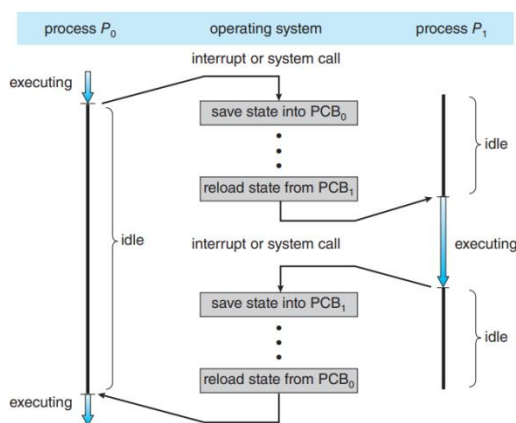 process P₀ operating system process P₁
interrupt or system call
executing
save state into PCB₀
idle
reload state from PCB₁
idle
interrupt or system call
executing
save state into PCB₁
idle
reload state from PCB₀
executing